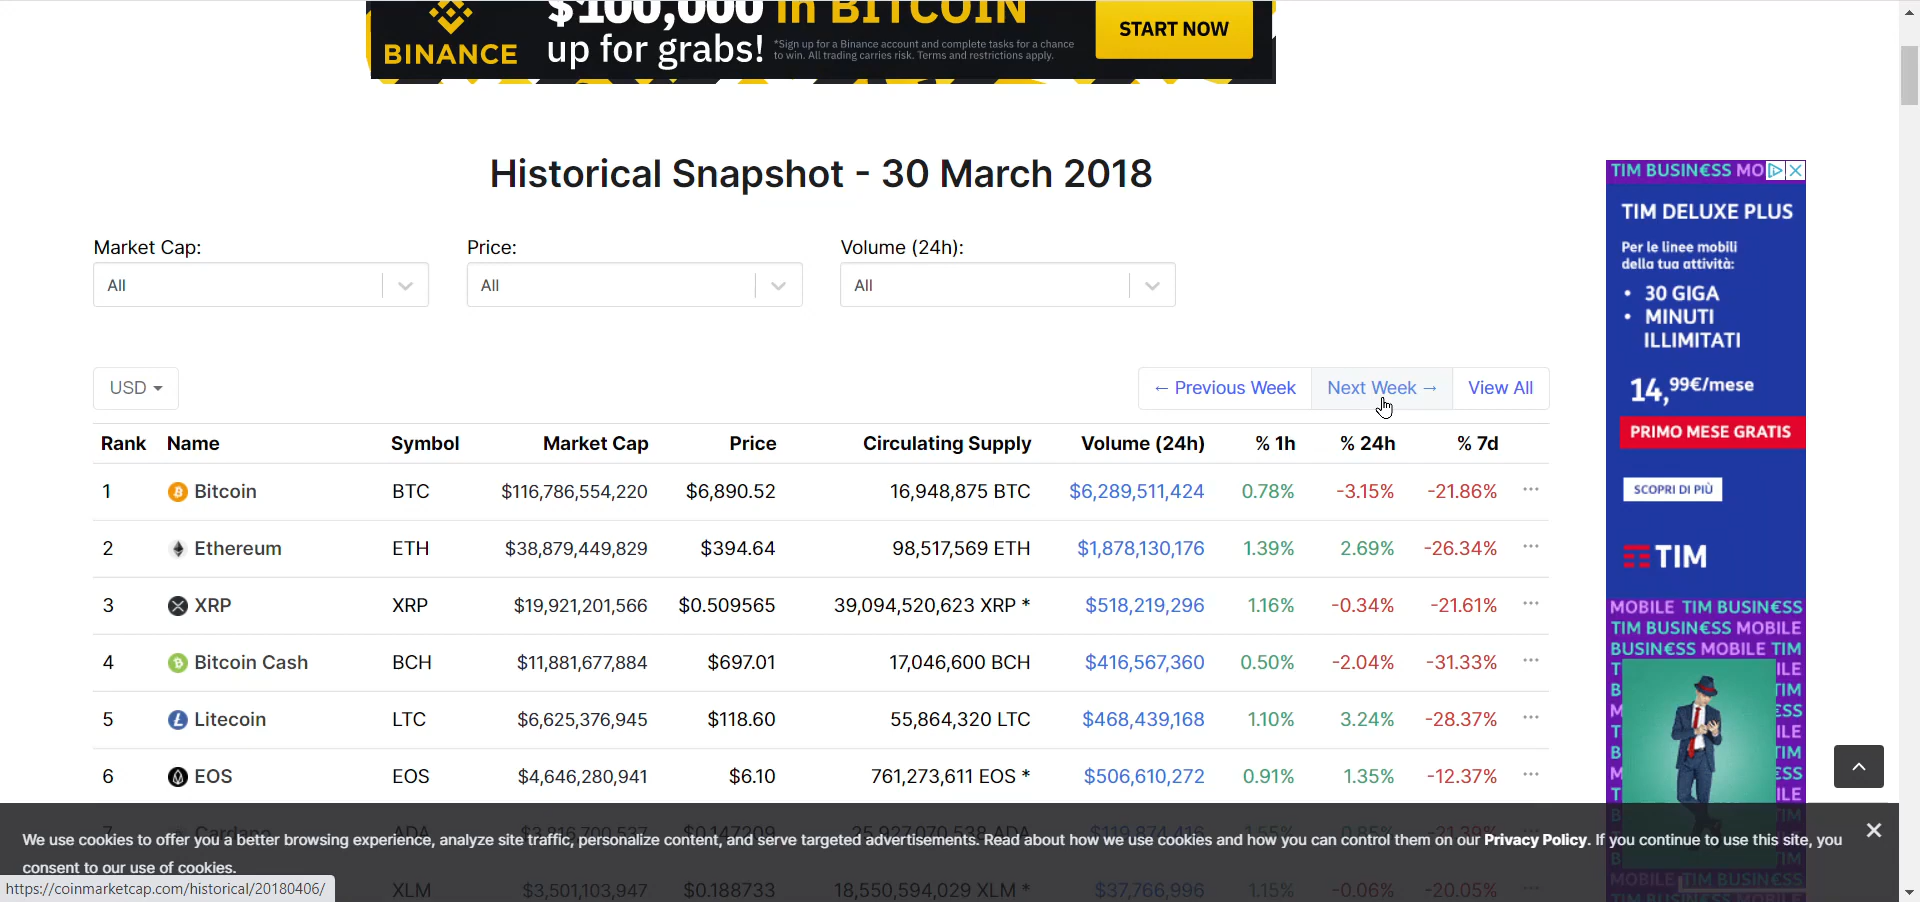 $100,000 in BITCOIN
BINANCE
up for grabs!
*Sign up for a Binance account and complete tasks for a chance
to win. All trading carries risk. Terms and restrictions apply.
START NOW
Historical Snapshot - 30 March 2018
Market Cap: Price: Volume (24h):
All All All
USD ← Previous Week Next Week → View All
Rank Name Symbol Market Cap Price Circulating Supply Volume (24h) % 1h % 24h % 7d
1 Bitcoin BTC $116,786,554,220 $6,890.52 16,948,875 BTC $6,289,511,424 0.78% -3.15% -21.86% ...
2 Ethereum ETH $38,879,449,829 $394.64 98,517,569 ETH $1,878,130,176 1.39% 2.69% -26.34% ...
3 XRP XRP $19,921,201,566 $0.509565 39,094,520,623 XRP * $518,219,296 1.16% -0.34% -21.61% ...
4 Bitcoin Cash BCH $11,881,677,884 $697.01 17,046,600 BCH $416,567,360 0.50% -2.04% -31.33% ...
5 Litecoin LTC $6,625,376,945 $118.60 55,864,320 LTC $468,439,168 1.10% 3.24% -28.37% ...
6 EOS EOS $4,646,280,941 $6.10 761,273,611 EOS * $506,610,272 0.91% 1.35% -12.37% ...
7 Cardano ADA
We use cookies to offer you a better browsing experience, analyze site traffic, personalize content, and serve targeted advertisements. Read about how we use cookies and how you can control them on our Privacy Policy. If you continue to use this site, you
consent to our use of cookies.
https://coinmarketcap.com/historical/20180406/
XLM $3,501,103,947 $0.188733 18,550,594,029 XLM * $37,766,996 1.15% -0.06% -20.05% ...
TIM BUSIN€SS MO
TIM DELUXE PLUS
Per le linee mobili
della tua attività:
• 30 GIGA
• MINUTI
ILLIMITATI
14,99€/mese
PRIMO MESE GRATIS
SCOPRI DI PIÙ
TIM
MOBILE TIM BUSIN€SS
TIM BUSIN€SS MOBILE
BUSIN€SS MOBILE TIM
MOBILE TIM BUSIN€SS